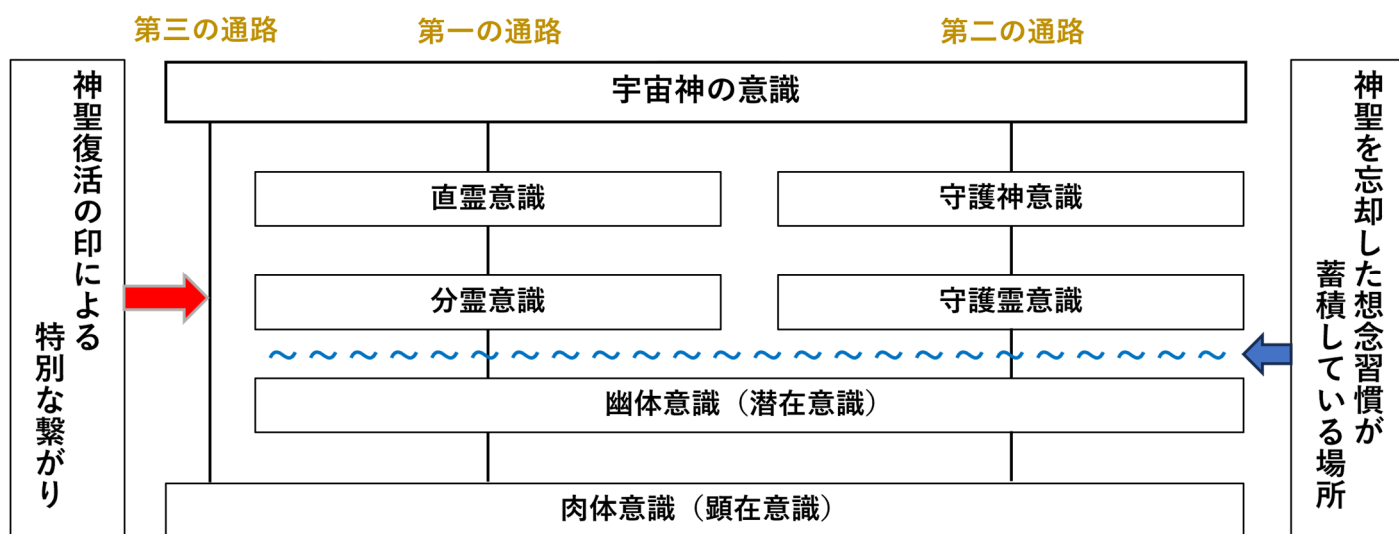 第三の通路
第一の通路
第二の通路
神聖復活の印による
特別な繋がり
宇宙神の意識
直霊意識
守護神意識
分霊意識
守護霊意識
幽体意識（潜在意識）
肉体意識（顕在意識）
神聖を忘却した想念習慣が
蓄積している場所